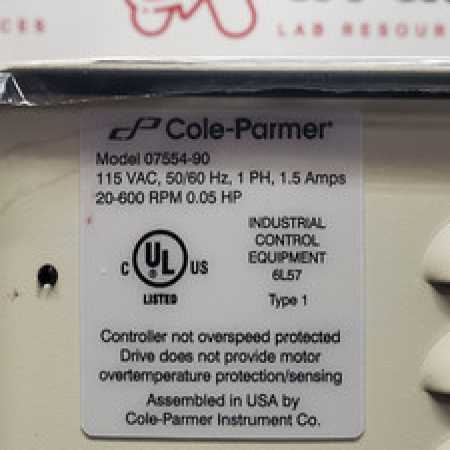 LAB RESOUR
Cole-Parmer®
Model 07554-90
115 VAC, 50/60 Hz, 1 PH, 1.5 Amps
20-600 RPM 0.05 HP
INDUSTRIAL
CONTROL
EQUIPMENT
6L57
Type 1
C UL US
LISTED
Controller not overspeed protected
Drive does not provide motor
overtemperature protection/sensing
Assembled in USA by
Cole-Parmer Instrument Co.